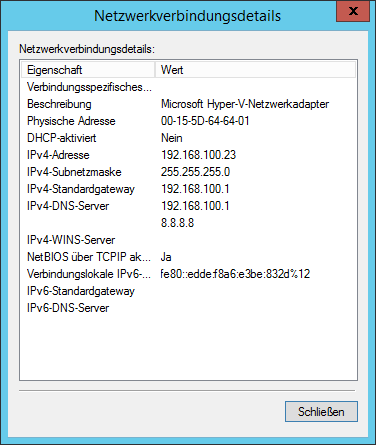 Netzwerkverbindungsdetails
x
Netzwerkverbindungsdetails:
Eigenschaft Wert
Verbindungsspezifisches...
Beschreibung Microsoft Hyper-V-Netzwerkadapter
Physische Adresse 00-15-5D-64-64-01
DHCP-aktiviert Nein
IPv4-Adresse 192.168.100.23
IPv4-Subnetzmaske 255.255.255.0
IPv4-Standardgateway 192.168.100.1
IPv4-DNS-Server 192.168.100.1
8.8.8.8
IPv4-WINS-Server
NetBIOS über TCPIP ak... Ja
Verbindungslokale IPv6-... fe80::edde:f8a6:e3be:832d%12
IPv6-Standardgateway
IPv6-DNS-Server
Schließen